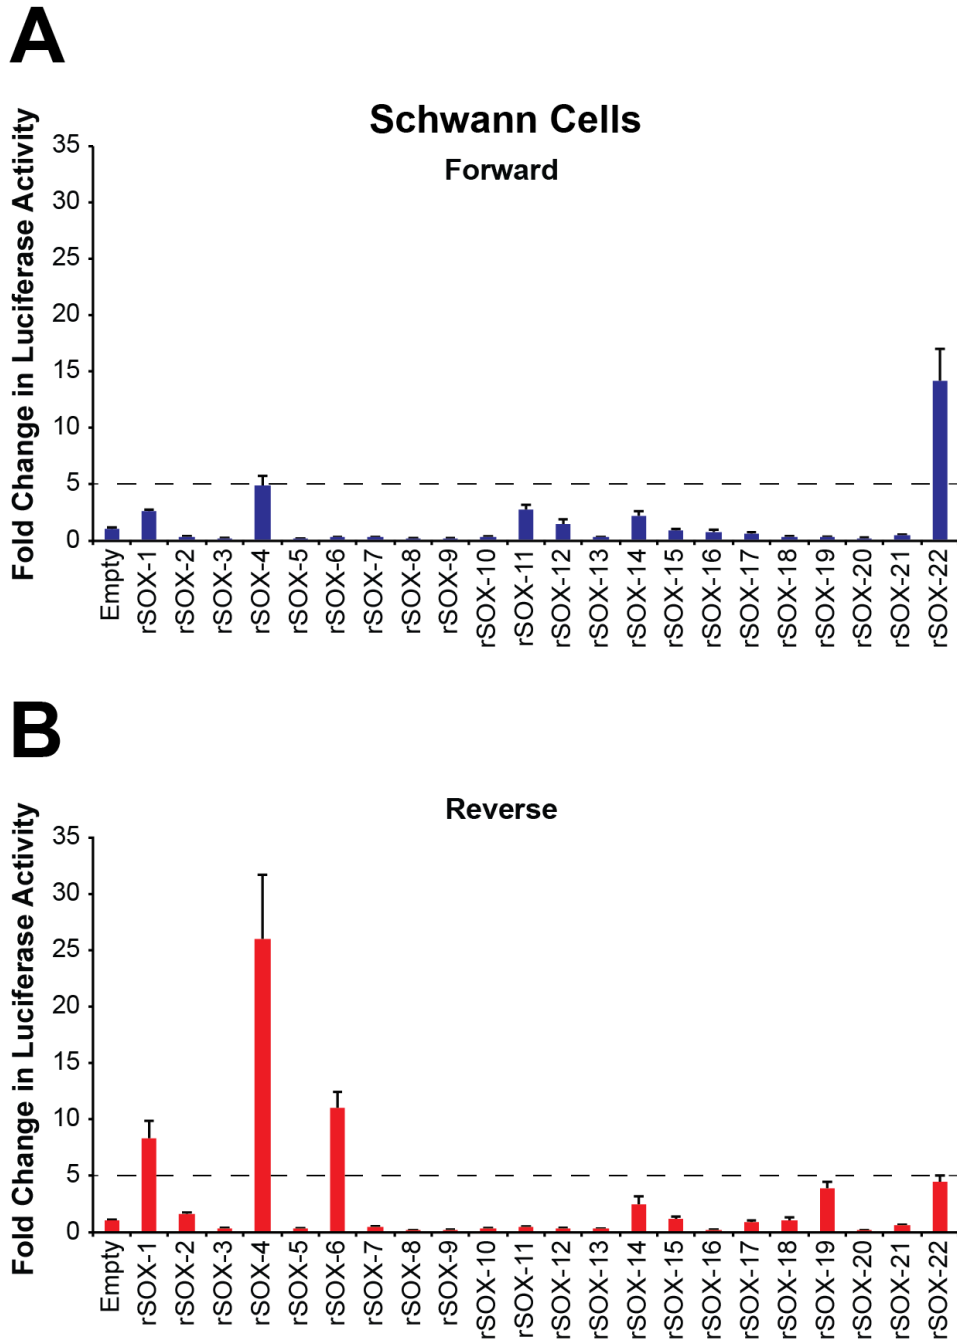 A
Schwann Cells
Forward
Fold Change in Luciferase Activity
35
30
25
20
15
10
5
0
Empty
rSOX-1
rSOX-2
rSOX-3
rSOX-4
rSOX-5
rSOX-6
rSOX-7
rSOX-8
rSOX-9
rSOX-10
rSOX-11
rSOX-12
rSOX-13
rSOX-14
rSOX-15
rSOX-16
rSOX-17
rSOX-18
rSOX-19
rSOX-20
rSOX-21
rSOX-22
B
Reverse
Fold Change in Luciferase Activity
35
30
25
20
15
10
5
0
Empty
rSOX-1
rSOX-2
rSOX-3
rSOX-4
rSOX-5
rSOX-6
rSOX-7
rSOX-8
rSOX-9
rSOX-10
rSOX-11
rSOX-12
rSOX-13
rSOX-14
rSOX-15
rSOX-16
rSOX-17
rSOX-18
rSOX-19
rSOX-20
rSOX-21
rSOX-22